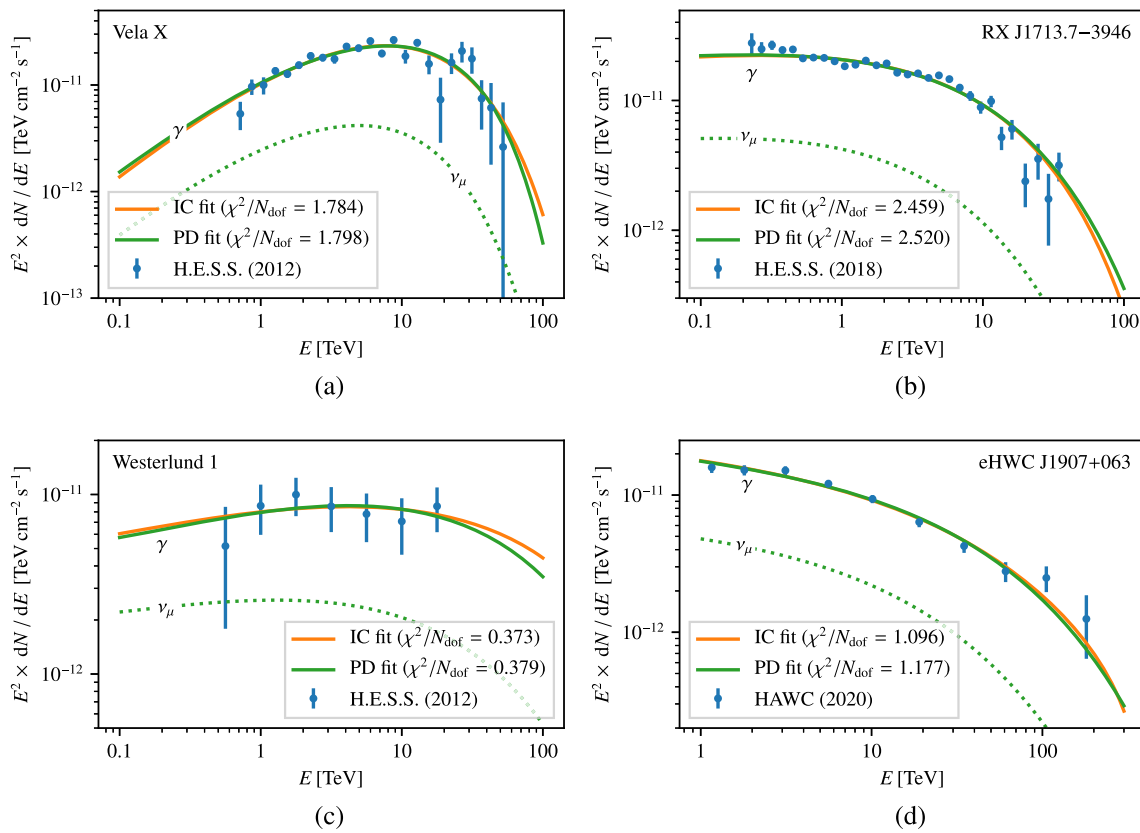 Vela X
γ
ν_μ
IC fit (χ²/N_dof = 1.784)
PD fit (χ²/N_dof = 1.798)
H.E.S.S. (2012)
10⁻¹¹
10⁻¹²
10⁻¹³
E² × dN / dE [TeV cm⁻² s⁻¹]
0.1 1 10 100
E [TeV]
(a)
RX J1713.7−3946
γ
ν_μ
IC fit (χ²/N_dof = 2.459)
PD fit (χ²/N_dof = 2.520)
H.E.S.S. (2018)
10⁻¹¹
10⁻¹²
E² × dN / dE [TeV cm⁻² s⁻¹]
0.1 1 10 100
E [TeV]
(b)
Westerlund 1
γ
ν_μ
IC fit (χ²/N_dof = 0.373)
PD fit (χ²/N_dof = 0.379)
H.E.S.S. (2012)
10⁻¹¹
10⁻¹²
E² × dN / dE [TeV cm⁻² s⁻¹]
0.1 1 10 100
E [TeV]
(c)
eHWC J1907+063
γ
ν_μ
IC fit (χ²/N_dof = 1.096)
PD fit (χ²/N_dof = 1.177)
HAWC (2020)
10⁻¹¹
10⁻¹²
E² × dN / dE [TeV cm⁻² s⁻¹]
1 10 100
E [TeV]
(d)